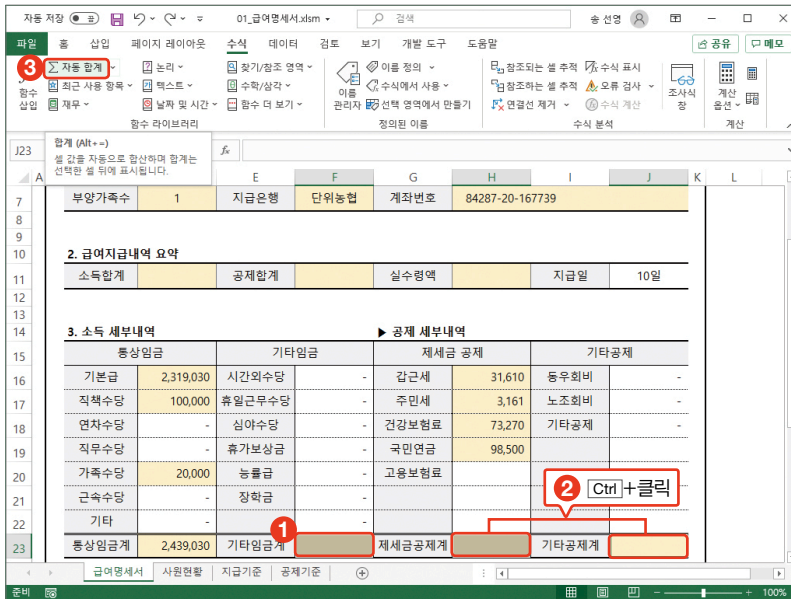 자동 저장 01_급여명세서.xlsm 검색 송 선영
파일 홈 삽입 페이지 레이아웃 수식 데이터 검토 보기 개발 도구 도움말 공유 메모
3 ∑ 자동 합계 논리 찾기/참조 영역 이름 정의 참조되는 셀 추적 수식 표시
최근 사용 항목 텍스트 수학/삼각 수식에서 사용 참조하는 셀 추적 오류 검사
재무 날짜 및 시간 함수 더 보기 선택 영역에서 만들기 연결선 제거 수식 계산
함수 삽입 이름 관리자 조사식 창 계산 옵션
함수 라이브러리 정의된 이름 수식 분석 계산
J23 fx
합계 (Alt+=)
셀 값을 자동으로 합산하며 합계는
선택한 셀 뒤에 표시됩니다.
A E F G H I J K L
7 부양가족수 1 지급은행 단위농협 계좌번호 84287-20-167739
8
9
10 2. 급여지급내역 요약
11 소득합계 공제합계 실수령액 지급일 10일
12
13
14 3. 소득 세부내역 ▶ 공제 세부내역
15 통상임금 기타임금 제세금 공제 기타공제
16 기본급 2,319,030 시간외수당 - 갑근세 31,610 동우회비 -
17 직책수당 100,000 휴일근무수당 - 주민세 3,161 노조회비 -
18 연차수당 - 심야수당 - 건강보험료 73,270 기타공제 -
19 직무수당 - 휴가보상금 - 국민연금 98,500
20 가족수당 20,000 능률급 - 고용보험료
21 근속수당 - 장학금 -
2 Ctrl+클릭
22 기타 - -
1
23 통상임금계 2,439,030 기타임금계 제세금공제계 기타공제계
급여명세서 사원현황 지급기준 공제기준
준비 100%